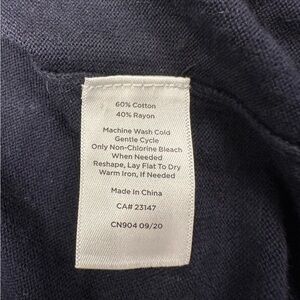 60% Cotton
40% Rayon
Machine Wash Cold
Gentle Cycle
Only Non-Chlorine Bleach
When Needed
Reshape, Lay Flat To Dry
Warm Iron, If Needed
Made In China
CA# 23147
CN904 09/20